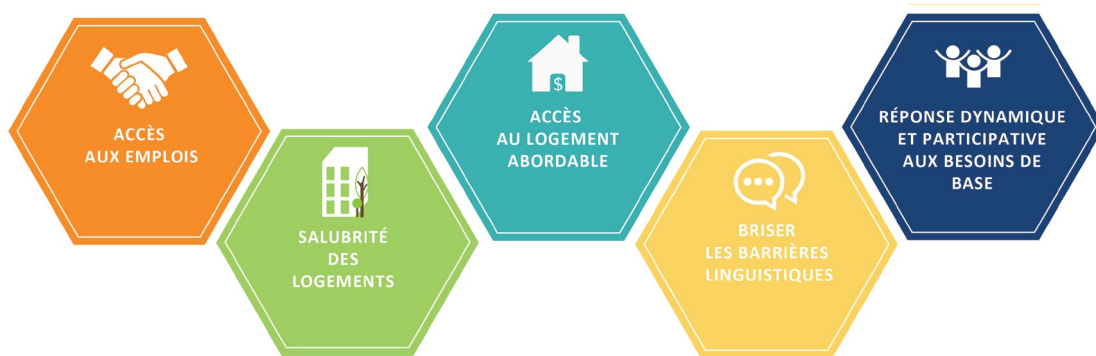 ACCÈS
AUX EMPLOIS
SALUBRITÉ
DES
LOGEMENTS
$
ACCÈS
AU LOGEMENT
ABORDABLE
BRISER
LES BARRIÈRES
LINGUISTIQUES
RÉPONSE DYNAMIQUE
ET PARTICIPATIVE
AUX BESOINS DE
BASE